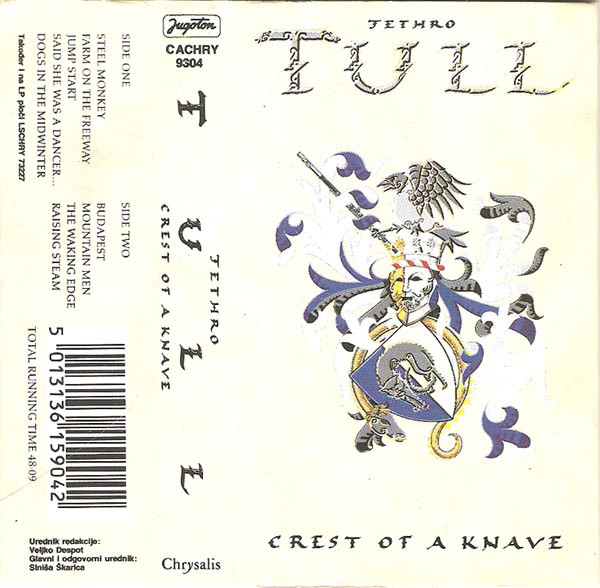 Jugoton
CACHRY
9304
SIDE ONE
STEEL MONKEY
FARM ON THE FREEWAY
JUMP START
SAID SHE WAS A DANCER...
DOGS IN THE MIDWINTER
Također i na LP ploči LSCHRY 73227
SIDE TWO
BUDAPEST
MOUNTAIN MEN
THE WAKING EDGE
RAISING STEAM
5 013136 159042
TOTAL RUNNING TIME 48·09
Urednik redakcije:
Veljko Despot
Glavni i odgovorni urednik:
Siniša Škarica
JETHRO
TULL
CREST OF A KNAVE
Chrysalis
JETHRO
TULL
CREST OF A KNAVE